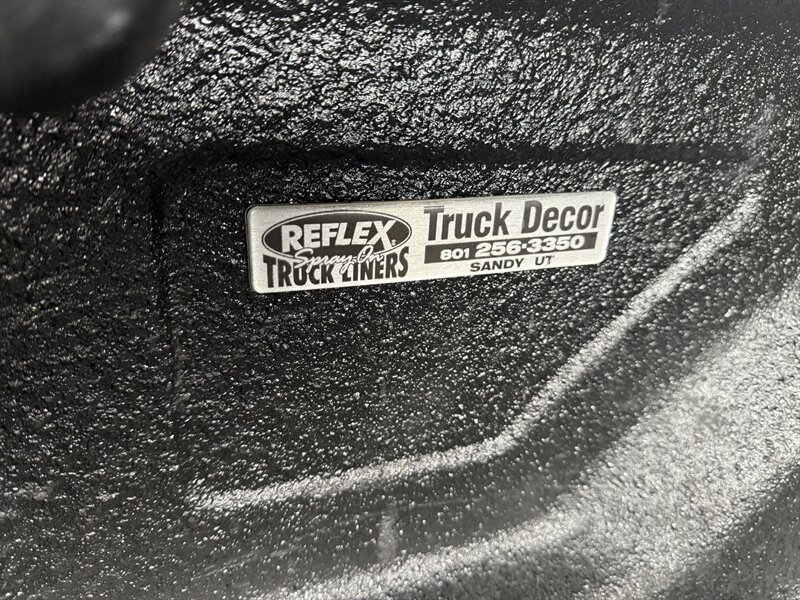 REFLEX®
Spray-On
TRUCK LINERS
Truck Decor
801 256-3350
SANDY UT